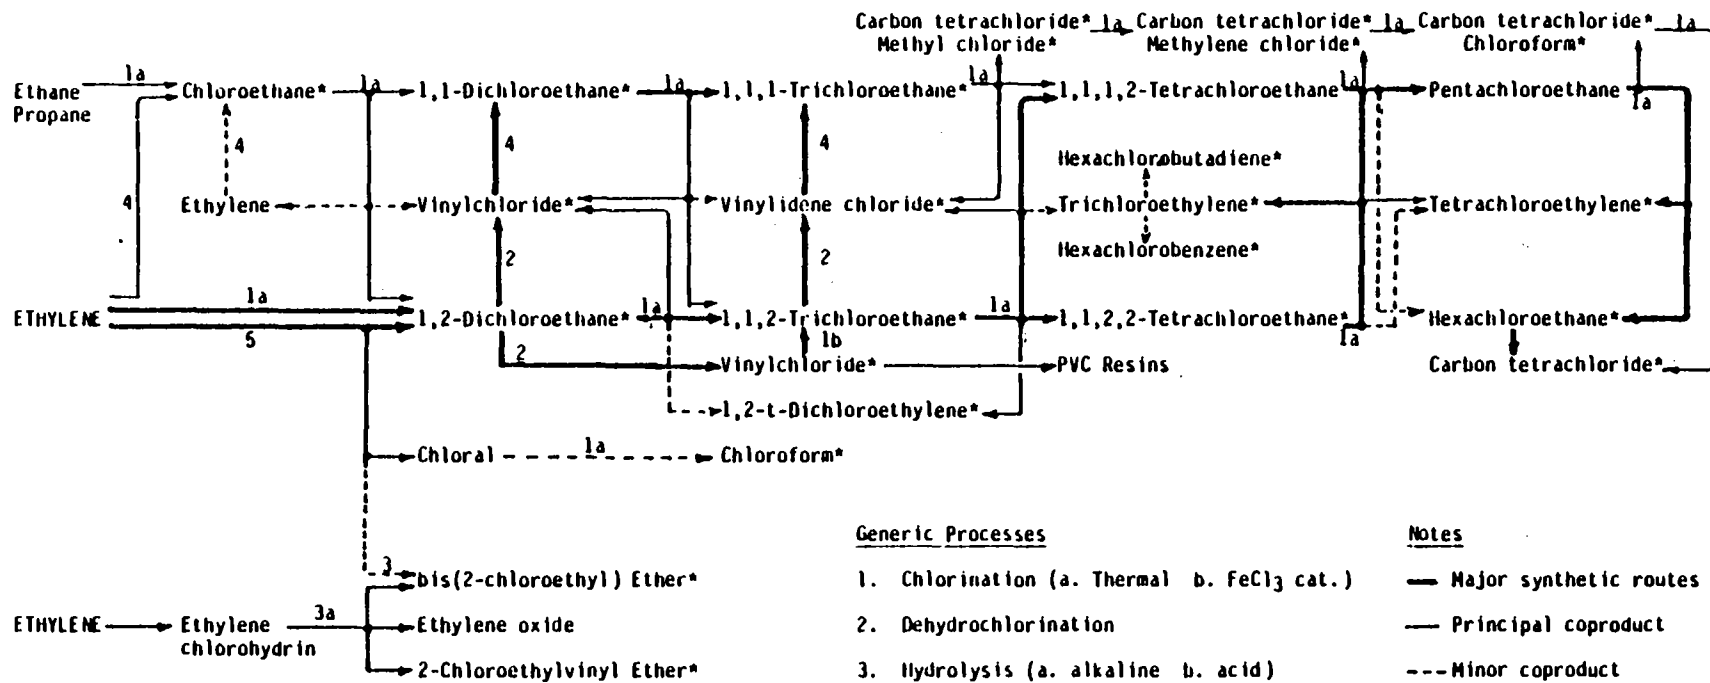 Carbon tetrachloride* 1a Carbon tetrachloride* 1a Carbon tetrachloride* 1a
Methyl chloride* Methylene chloride* Chloroform*
1a 1a 1a 1a 1a
Ethane Chloroethane* 1,1-Dichloroethane* 1,1,1-Trichloroethane* 1,1,1,2-Tetrachloroethane Pentachloroethane
Propane 1a
4 4 4
Hexachlorobutadiene*
4 Ethylene Vinylchloride* Vinylidene chloride* Trichloroethylene* Tetrachloroethylene*
Hexachlorobenzene*
2 2
1a 1a 1a
ETHYLENE 1,2-Dichloroethane* 1,1,2-Trichloroethane* 1,1,2,2-Tetrachloroethane* Hexachloroethane*
5 1b 1a
2 Vinylchloride* PVC Resins Carbon tetrachloride*
1,2-t-Dichloroethylene*
Chloral 1a Chloroform*
Generic Processes Notes
3 bis(2-chloroethyl) Ether* 1. Chlorination (a. Thermal b. FeCl3 cat.) Major synthetic routes
3a
ETHYLENE Ethylene Ethylene oxide 2. Dehydrochlorination Principal coproduct
chlorohydrin
2-Chloroethylvinyl Ether* 3. Hydrolysis (a. alkaline b. acid) Minor coproduct